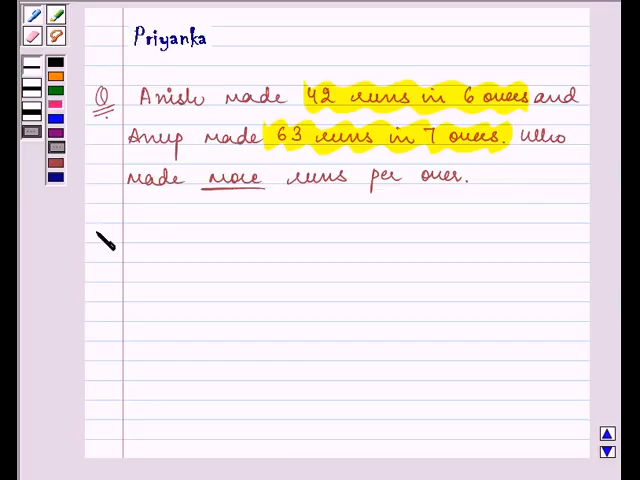 Priyanka
Q Anish made 42 runs in 6 overs and
Anup made 63 runs in 7 overs. Who
made more runs per over.